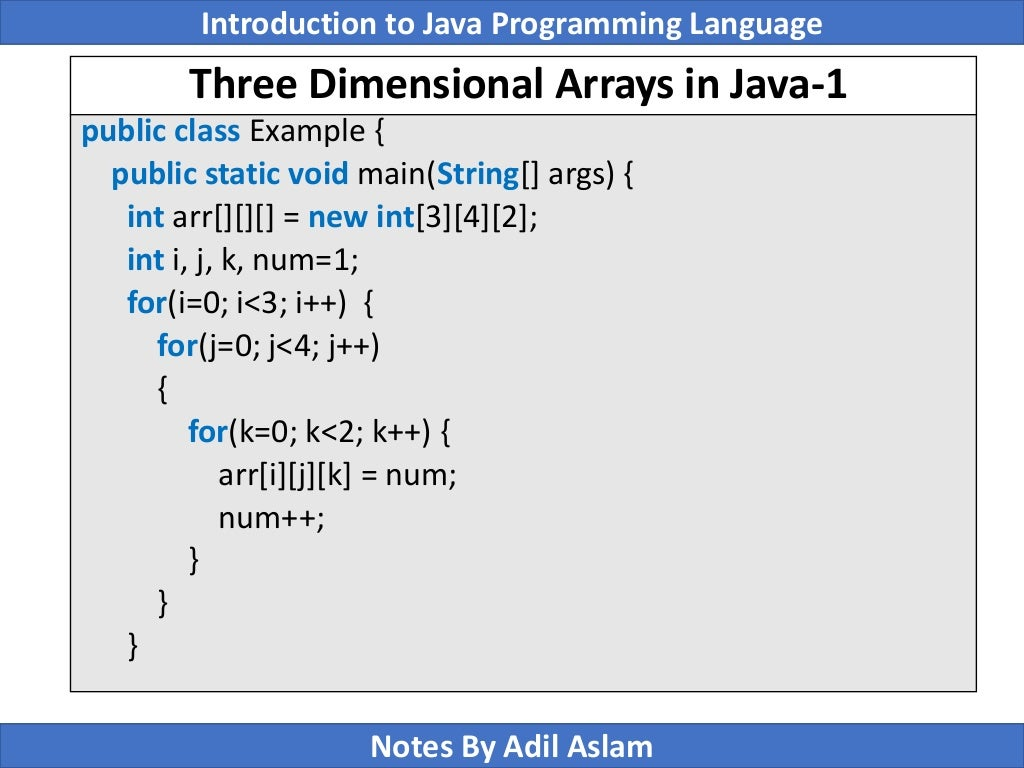 Introduction to Java Programming Language
Three Dimensional Arrays in Java-1
public class Example {
public static void main(String[] args) {
int arr[][][] = new int[3][4][2];
int i, j, k, num=1;
for(i=0; i<3; i++)  {
for(j=0; j<4; j++)
{
for(k=0; k<2; k++) {
arr[i][j][k] = num;
num++;
}
}
}
Notes By Adil Aslam